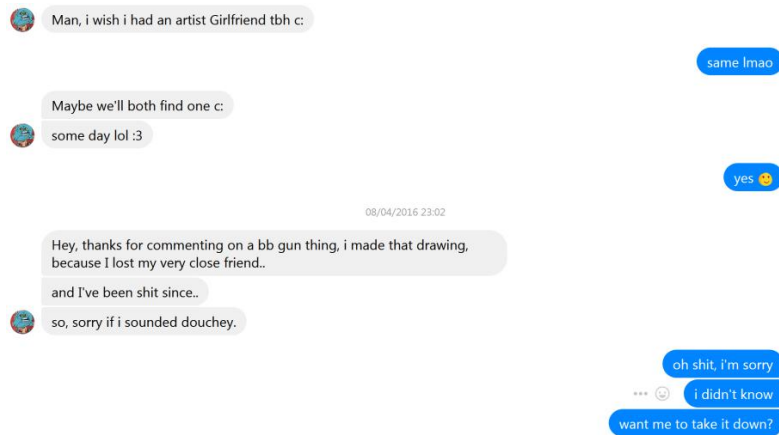 Man, i wish i had an artist Girlfriend tbh c:
same lmao
Maybe we'll both find one c:
some day lol :3
yes 🙂
08/04/2016 23:02
Hey, thanks for commenting on a bb gun thing, i made that drawing,
because I lost my very close friend..
and I've been shit since..
so, sorry if i sounded douchey.
oh shit, i'm sorry
i didn't know
want me to take it down?